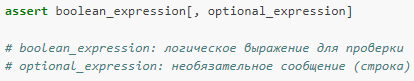 assert boolean_expression[, optional_expression]
# boolean_expression: логическое выражение для проверки
# optional_expression: необязательное сообщение (строка)